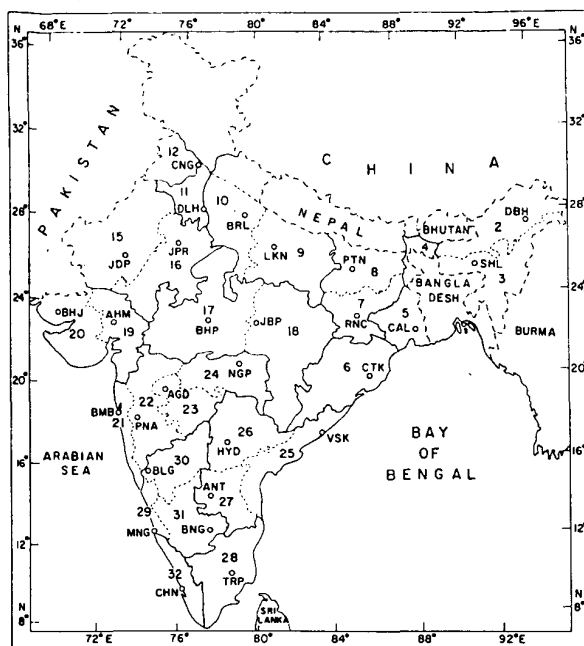 N 68°E 72° 76° 80° 84° 88° 92° 96°E N
36° 36°
32° 32°
28° 28°
24° 24°
20° 20°
16° 16°
12° 12°
8° 8°
N N
72°E 76° 80° 84° 88° 92°E
PAKISTAN
CHINA
NEPAL
BHUTAN
BANGLA
DESH
BURMA
12
CNG
11
DLH
10
BRL
2
DBH
15
JDP
JPR
16
LKN 9
PTN
8
4
SHL
3
BHJ
20
AHM
19
17
BHP
JBP
18
7
RNC
5
CAL
24
NGP
6
CTK
22
AGD
23
BMB
21
PNA
26
HYD
25
VSK
ARABIAN
SEA
BAY
OF
BENGAL
30
BLG
ANT
27
29
MNG
31
BNG
28
TRP
32
CHN
SRI
LANKA